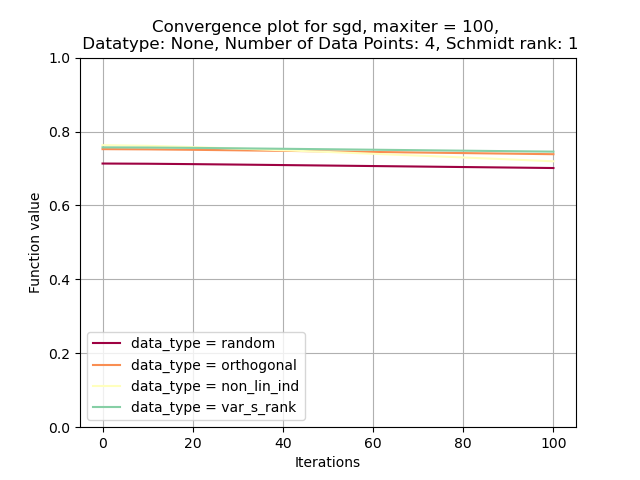 Convergence plot for sgd, maxiter = 100,
Datatype: None, Number of Data Points: 4, Schmidt rank: 1
1.0
0.8
0.6
0.4
0.2
0.0
Function value
data_type = random
data_type = orthogonal
data_type = non_lin_ind
data_type = var_s_rank
0 20 40 60 80 100
Iterations